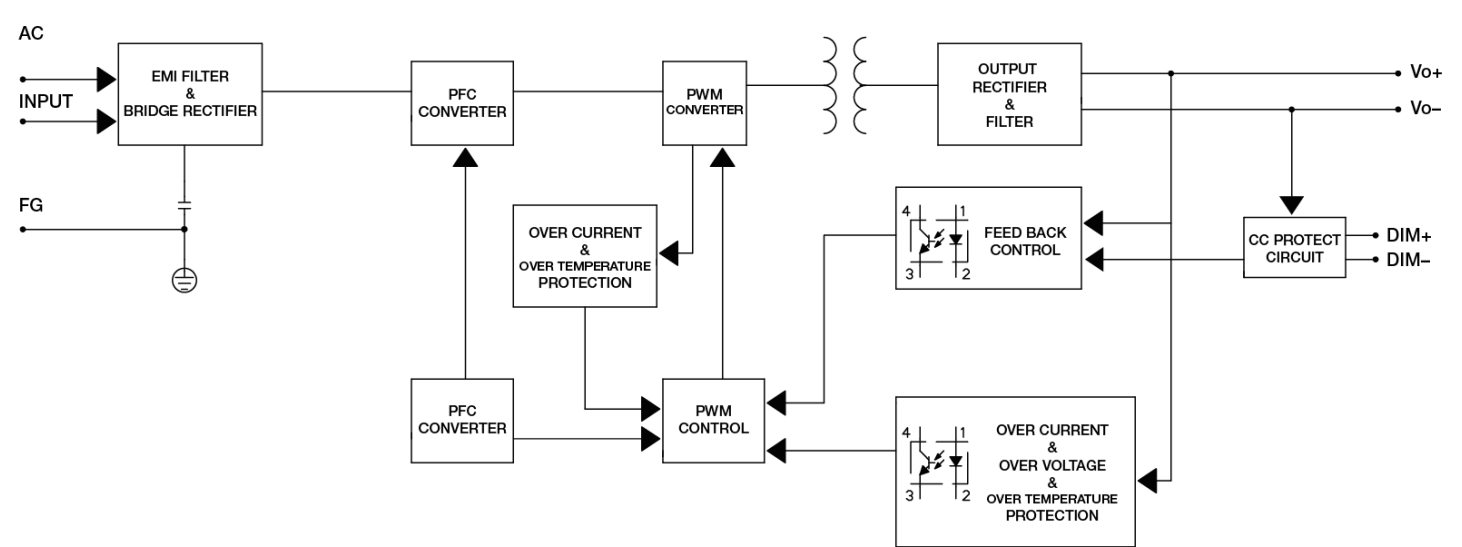 AC
INPUT
FG
EMI FILTER
&
BRIDGE RECTIFIER
PFC
CONVERTER
PWM
CONVERTER
OUTPUT
RECTIFIER
&
FILTER
Vo+
Vo–
OVER CURRENT
&
OVER TEMPERATURE
PROTECTION
4 1
3 2
FEED BACK
CONTROL
CC PROTECT
CIRCUIT
DIM+
DIM–
PFC
CONVERTER
PWM
CONTROL
4 1
3 2
OVER CURRENT
&
OVER VOLTAGE
&
OVER TEMPERATURE
PROTECTION